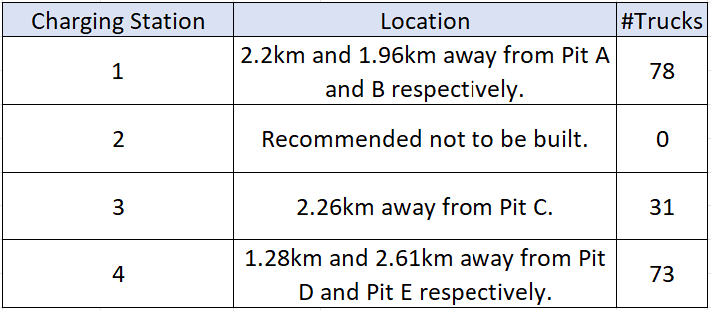 Charging Station Location #Trucks
1 2.2km and 1.96km away from Pit A and B respectively. 78
2 Recommended not to be built. 0
3 2.26km away from Pit C. 31
4 1.28km and 2.61km away from Pit D and Pit E respectively. 73